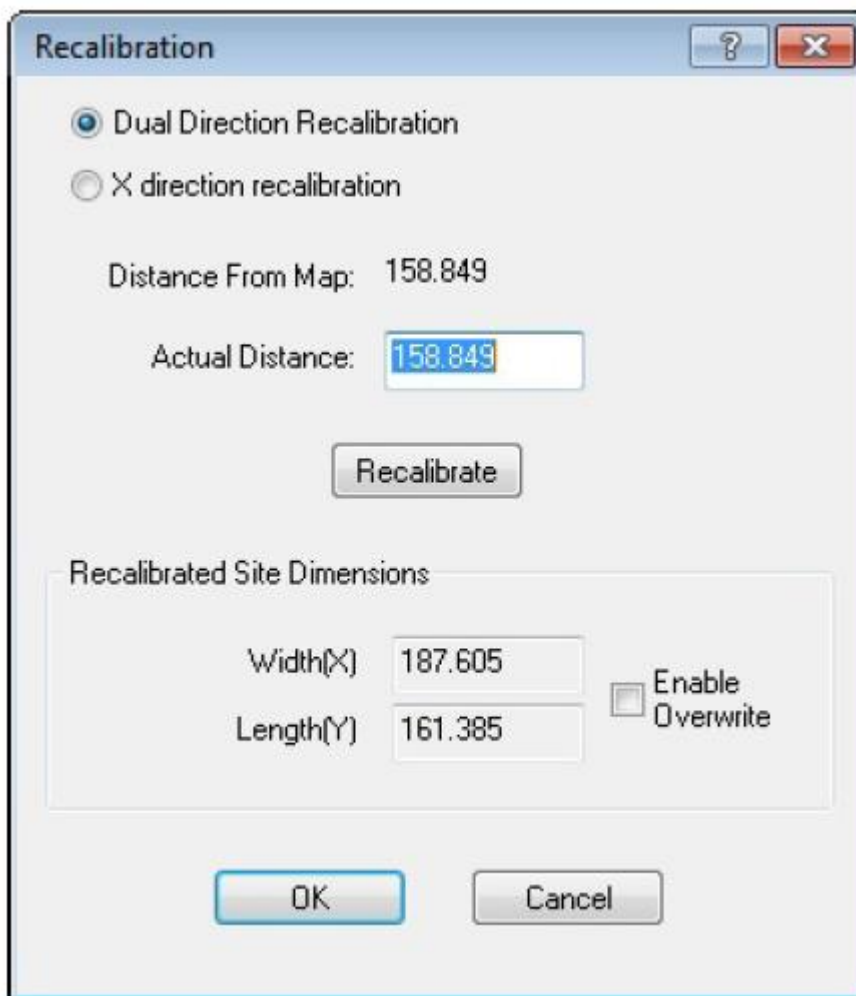 Recalibration
Dual Direction Recalibration
X direction recalibration
Distance From Map: 158.849
Actual Distance: 158.849
Recalibrate
Recalibrated Site Dimensions
Width(X) 187.605
Length(Y) 161.385
Enable
Overwrite
OK Cancel